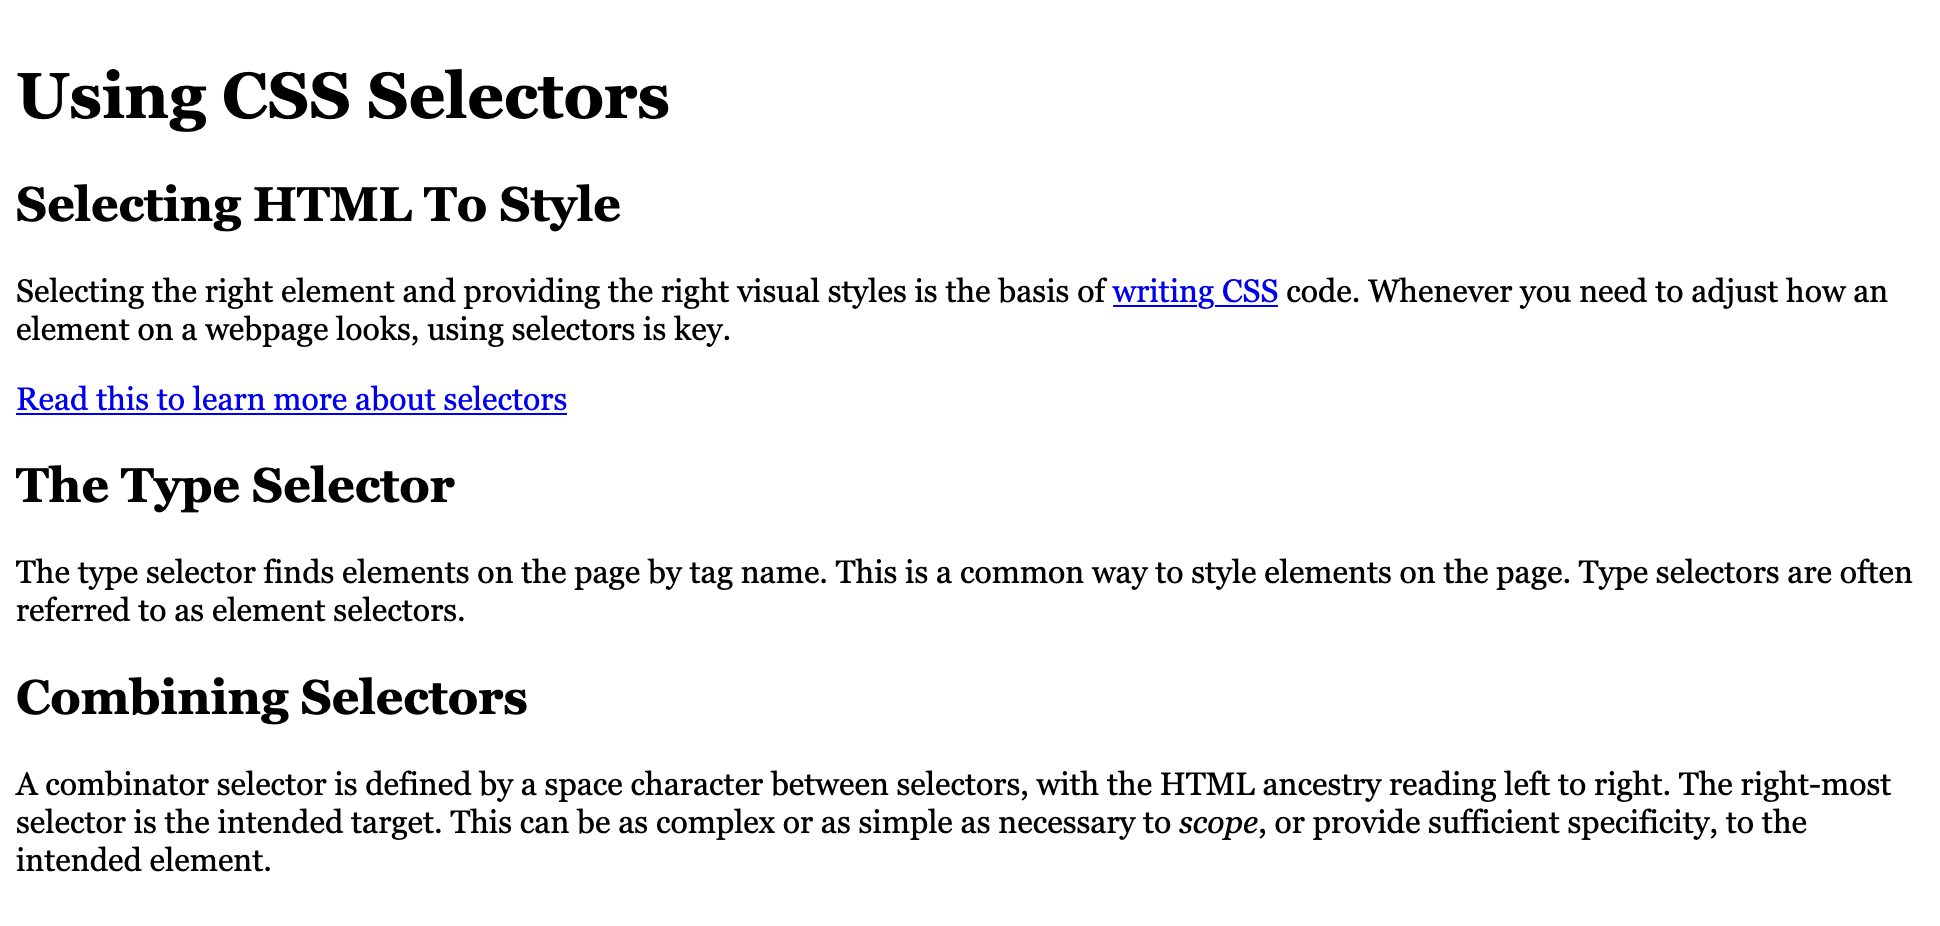 Using CSS Selectors
Selecting HTML To Style
Selecting the right element and providing the right visual styles is the basis of writing CSS code. Whenever you need to adjust how an
element on a webpage looks, using selectors is key.
Read this to learn more about selectors
The Type Selector
The type selector finds elements on the page by tag name. This is a common way to style elements on the page. Type selectors are often
referred to as element selectors.
Combining Selectors
A combinator selector is defined by a space character between selectors, with the HTML ancestry reading left to right. The right-most
selector is the intended target. This can be as complex or as simple as necessary to scope, or provide sufficient specificity, to the
intended element.